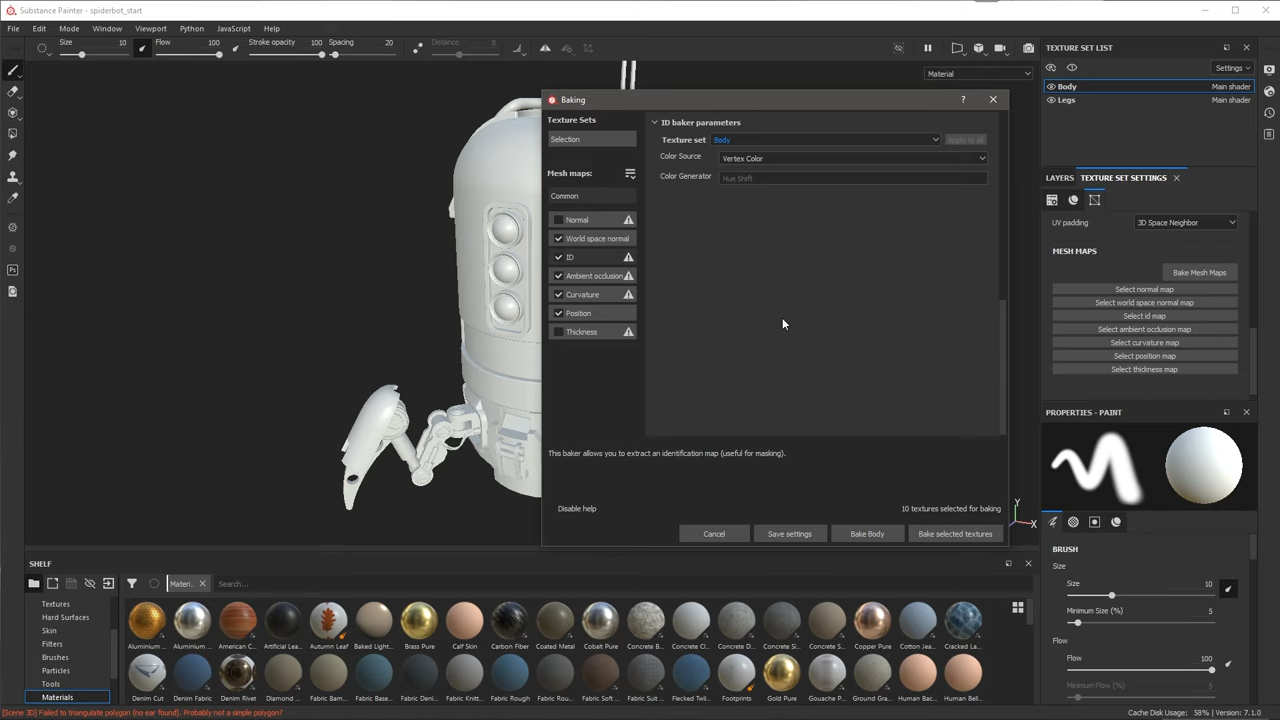 Substance Painter - spiderbot_start
File Edit Mode Window Viewport Python JavaScript Help
Size 10 Flow 100 Stroke opacity 100 Spacing 20 Distance 8
Material
TEXTURE SET LIST
Settings
Body Main shader
Legs Main shader
LAYERS TEXTURE SET SETTINGS
UV padding 3D Space Neighbor
MESH MAPS
Bake Mesh Maps
Select normal map
Select world space normal map
Select id map
Select ambient occlusion map
Select curvature map
Select position map
Select thickness map
PROPERTIES - PAINT
BRUSH
Size
Size 10
Minimum Size (%) 5
Flow
Flow 100
Minimum Flow (%) 5
Baking ?
Texture Sets
Selection
Mesh maps:
Common
Normal
World space normal
ID
Ambient occlusion
Curvature
Position
Thickness
ID baker parameters
Texture set Body Apply to all
Color Source Vertex Color
Color Generator Hue Shift
This baker allows you to extract an identification map (useful for masking).
Disable help 10 textures selected for baking
Cancel Save settings Bake Body Bake selected textures
Y
X
SHELF
Materi... Search...
Textures
Hard Surfaces
Skin
Filters
Brushes
Particles
Tools
Materials
Aluminium ... Aluminium ... American C... Artificial Lea... Autumn Leaf Baked Light... Brass Pure Calf Skin Carbon Fiber Coated Metal Cobalt Pure Concrete B... Concrete Cl... Concrete D... Concrete Si... Concrete S... Copper Pure Cotton Jea... Cracked La...
Denim Cut Denim Fabric Denim Rivet Diamond ... Fabric Bam... Fabric Base... Fabric Deni... Fabric Knitt... Fabric Rough Fabric Rou... Fabric Soft ... Fabric Suit ... Flecked Twil... Footprints Gold Pure Gouache P... Ground Gra... Human Bac... Human Bell...
[Scene 3D] Failed to triangulate polygon (no ear found). Probably not a simple polygon?
Cache Disk Usage: 58% | Version: 7.1.0